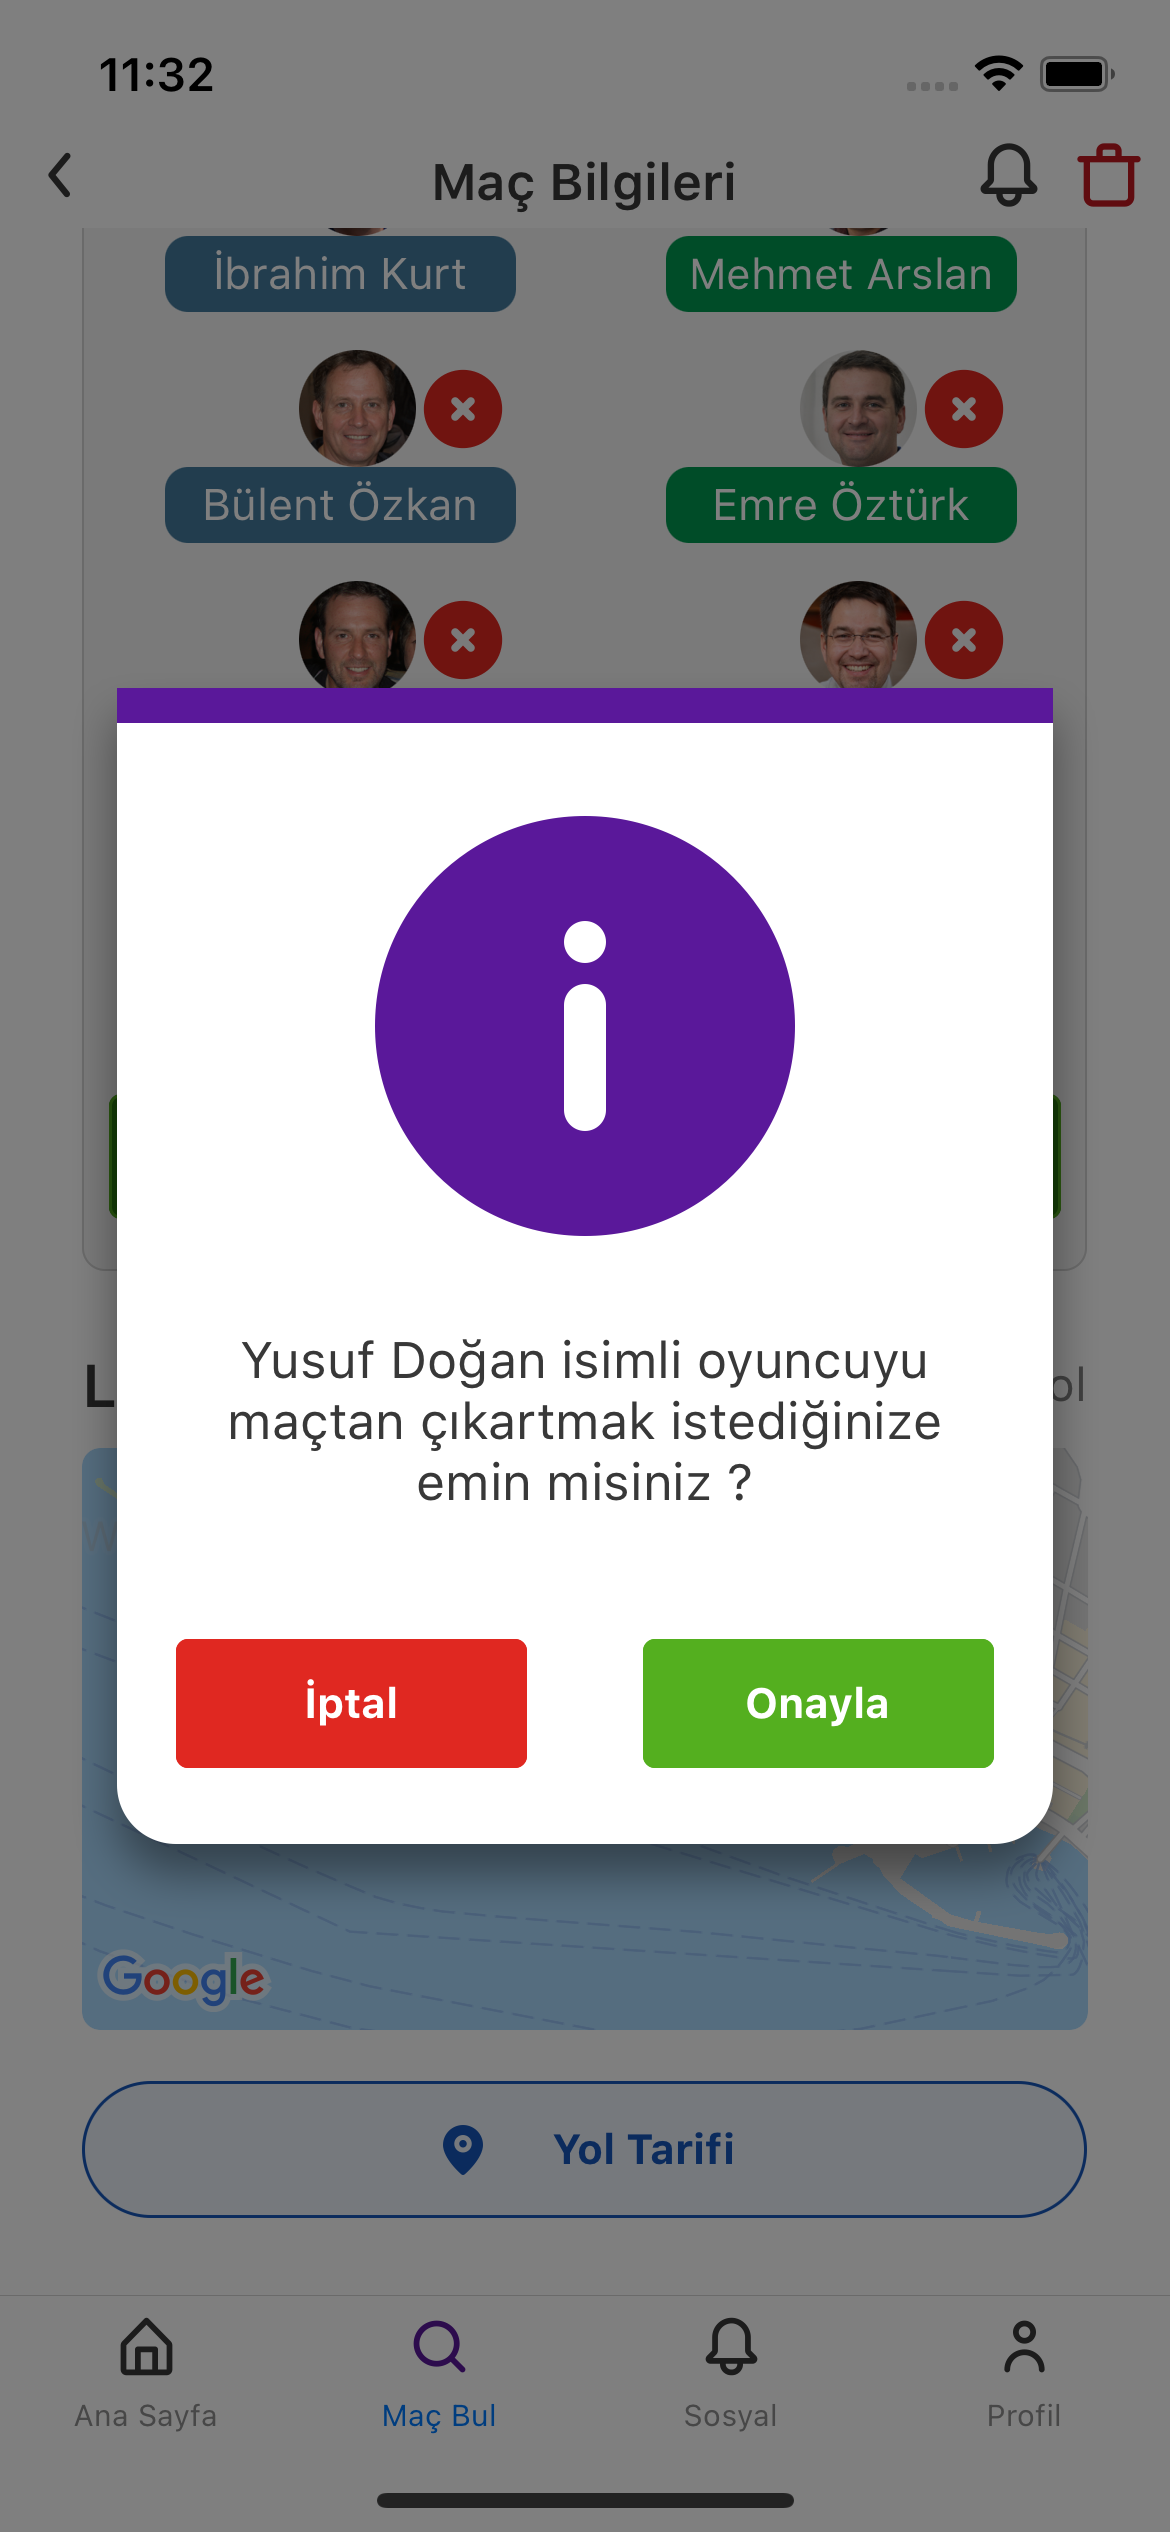 11:32
Maç Bilgileri
İbrahim Kurt
Mehmet Arslan
Bülent Özkan
Emre Öztürk
Yusuf Doğan isimli oyuncuyu
maçtan çıkartmak istediğinize
emin misiniz ?
İptal
Onayla
Google
Yol Tarifi
Ana Sayfa
Maç Bul
Sosyal
Profil